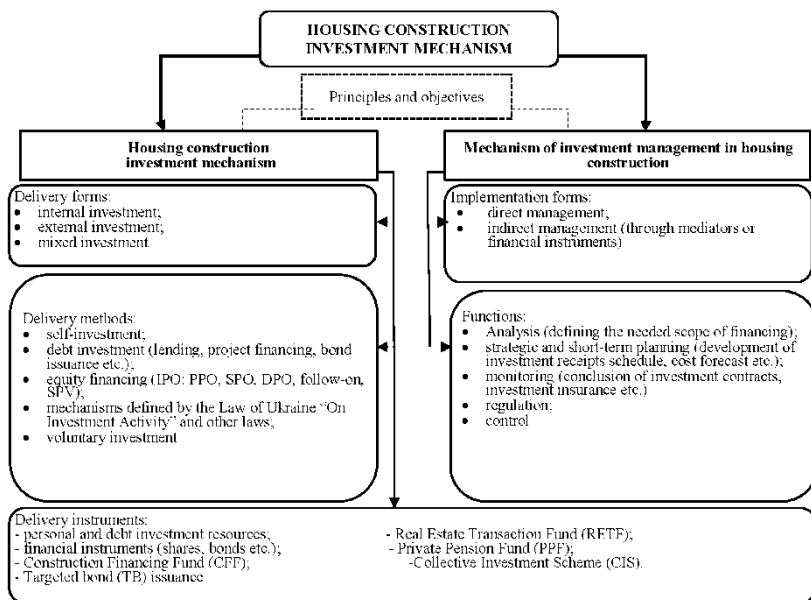 HOUSING CONSTRUCTION
INVESTMENT MECHANISM
Principles and objectives
Housing construction
investment mechanism
Delivery forms:
• internal investment;
• external investment;
• mixed investment
Delivery methods:
• self-investment;
• debt investment (lending, project financing, bond
issuance etc.);
• equity financing (IPO: PPO, SPO, DPO, follow-on,
SPV);
• mechanisms defined by the Law of Ukraine “On
Investment Activity” and other laws;
• voluntary investment
Mechanism of investment management in housing
construction
Implementation forms:
• direct management;
• indirect management (through mediators or
financial instruments)
Functions:
• Analysis (defining the needed scope of financing);
• strategic and short-term planning (development of
investment receipts schedule, cost forecast etc.);
• monitoring (conclusion of investment contracts,
investment insurance etc.)
• regulation;
• control
Delivery instruments:
- personal and debt investment resources;
- financial instruments (shares, bonds etc.);
- Construction Financing Fund (CFF)
- Targeted bond (TB) issuance
- Real Estate Transaction Fund (RETF);
- Private Pension Fund (PPF);
-Collective Investment Scheme (CIS).